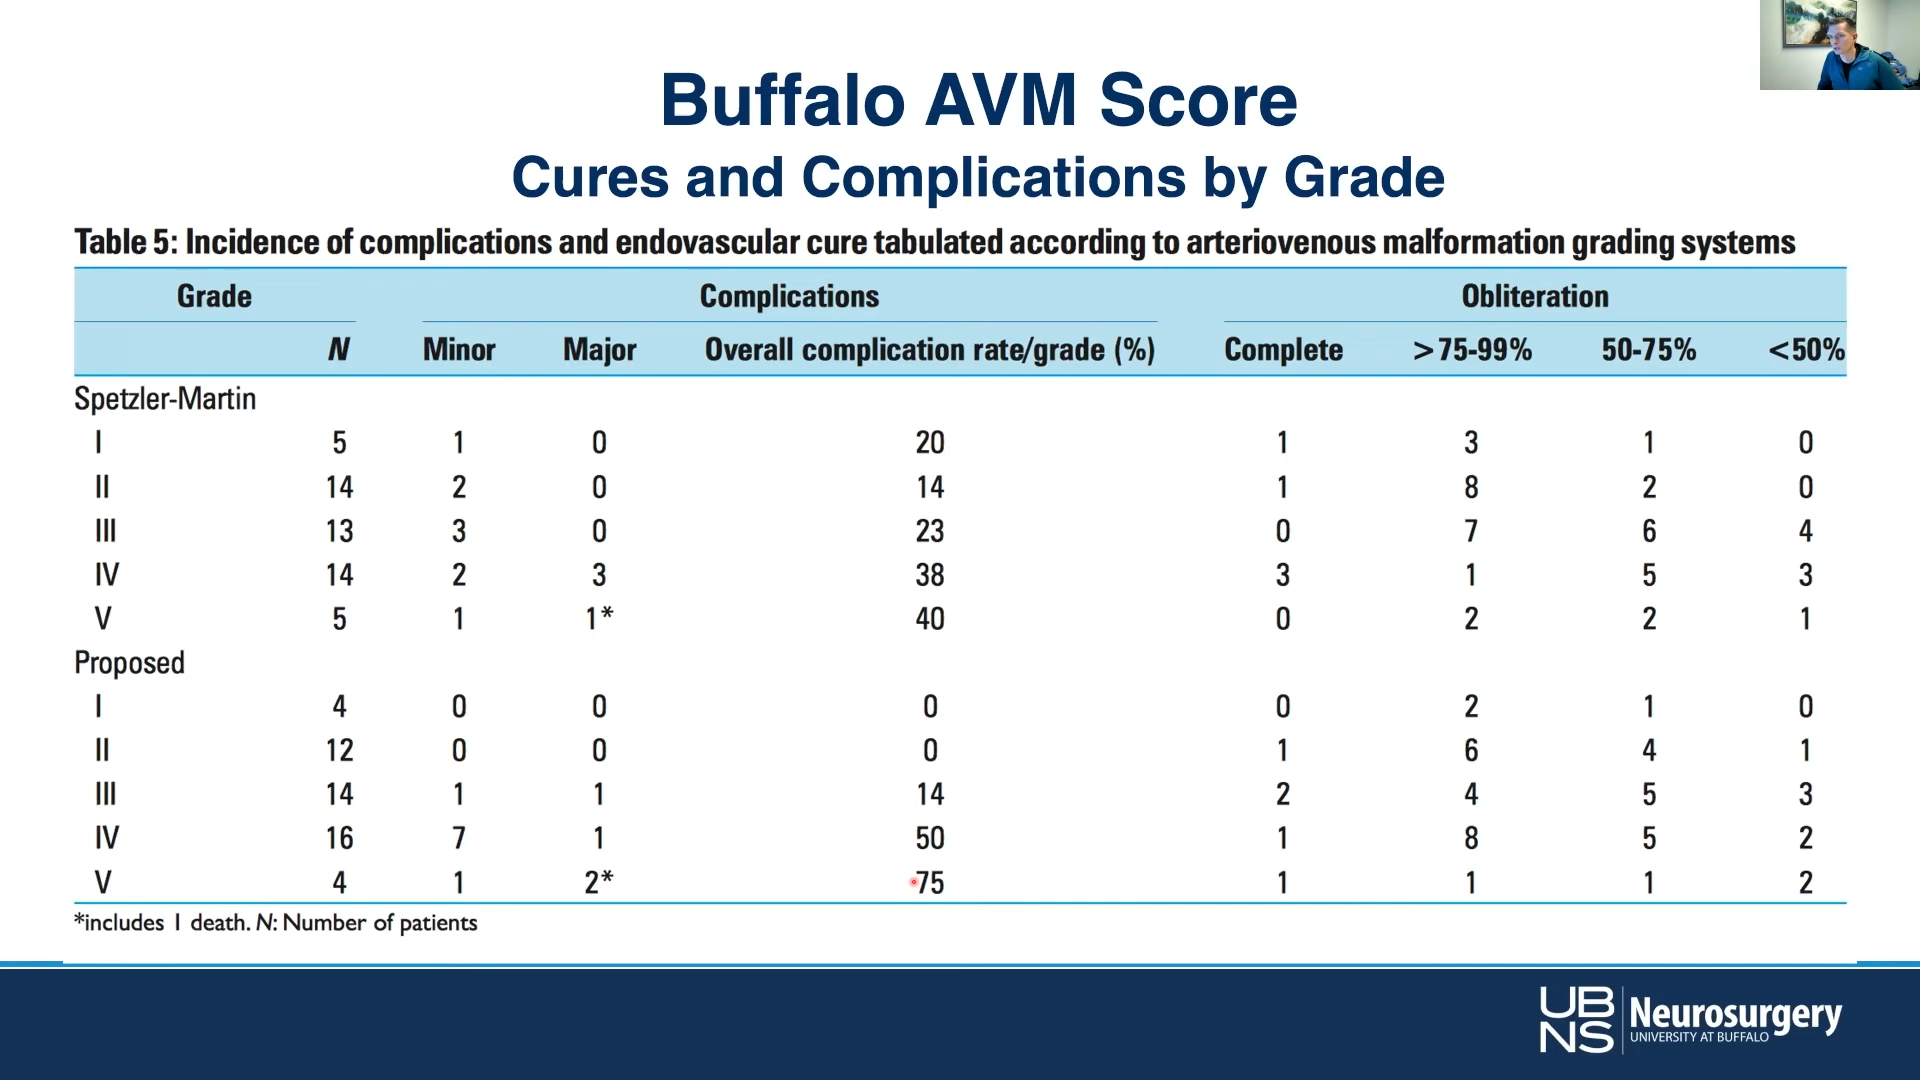 Buffalo AVM Score
Cures and Complications by Grade
Table 5: Incidence of complications and endovascular cure tabulated according to arteriovenous malformation grading systems
Grade Complications Obliteration
N Minor Major Overall complication rate/grade (%) Complete >75-99% 50-75% <50%
Spetzler-Martin
I 5 1 0 20 1 3 1 0
II 14 2 0 14 1 8 2 0
III 13 3 0 23 0 7 6 4
IV 14 2 3 38 3 1 5 3
V 5 1 1* 40 0 2 2 1
Proposed
I 4 0 0 0 0 2 1 0
II 12 0 0 0 1 6 4 1
III 14 1 1 14 2 4 5 3
IV 16 7 1 50 1 8 5 2
V 4 1 2* 75 1 1 1 2
*includes 1 death. N: Number of patients
UB
NS
Neurosurgery
UNIVERSITY AT BUFFALO